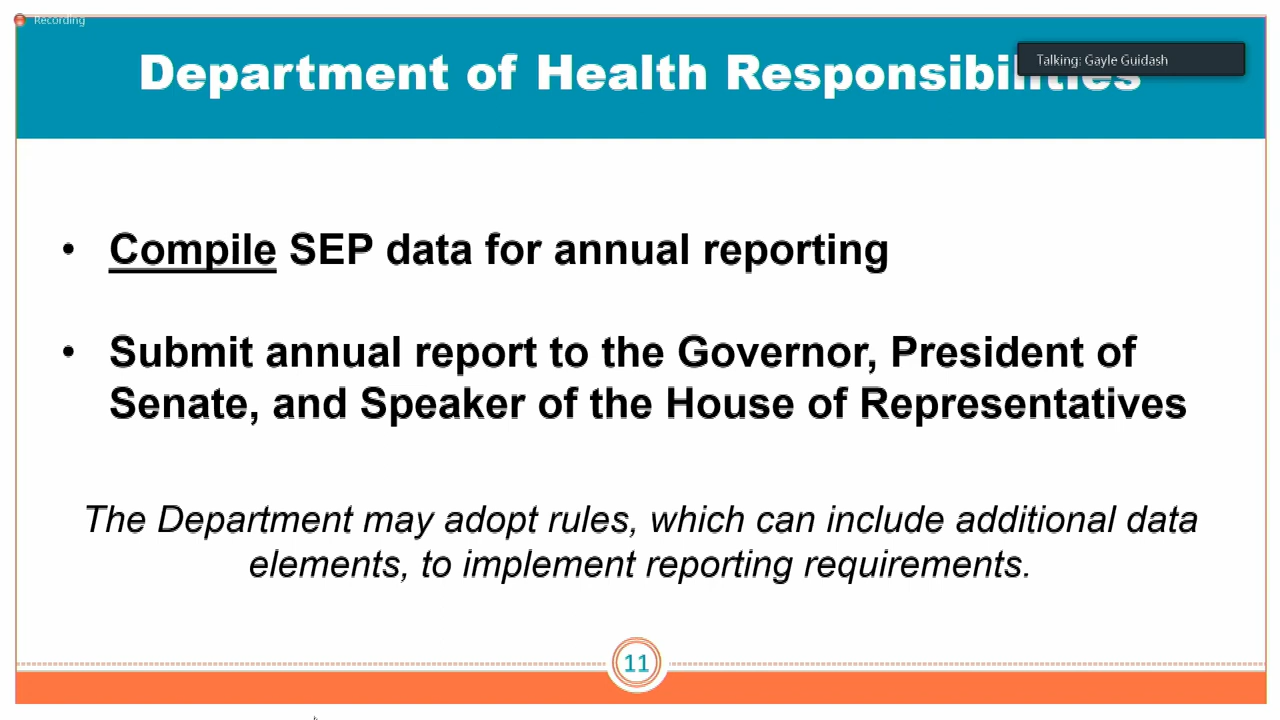 Recording
Department of Health Responsibilities
Talking: Gayle Guidash
• Compile SEP data for annual reporting
• Submit annual report to the Governor, President of
Senate, and Speaker of the House of Representatives
The Department may adopt rules, which can include additional data
elements, to implement reporting requirements.
11